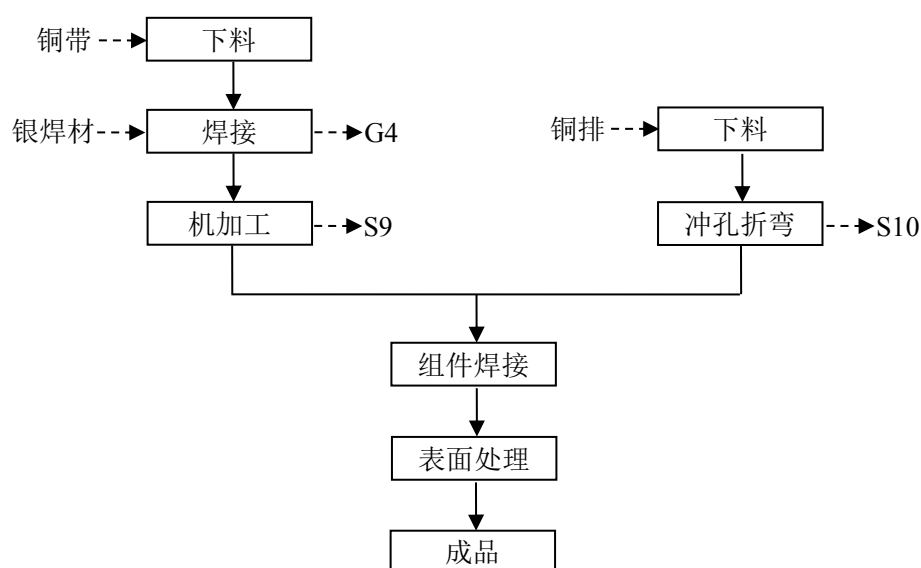 铜带
下料
银焊材
焊接
G4
铜排
下料
机加工
S9
冲孔折弯
S10
组件焊接
表面处理
成品